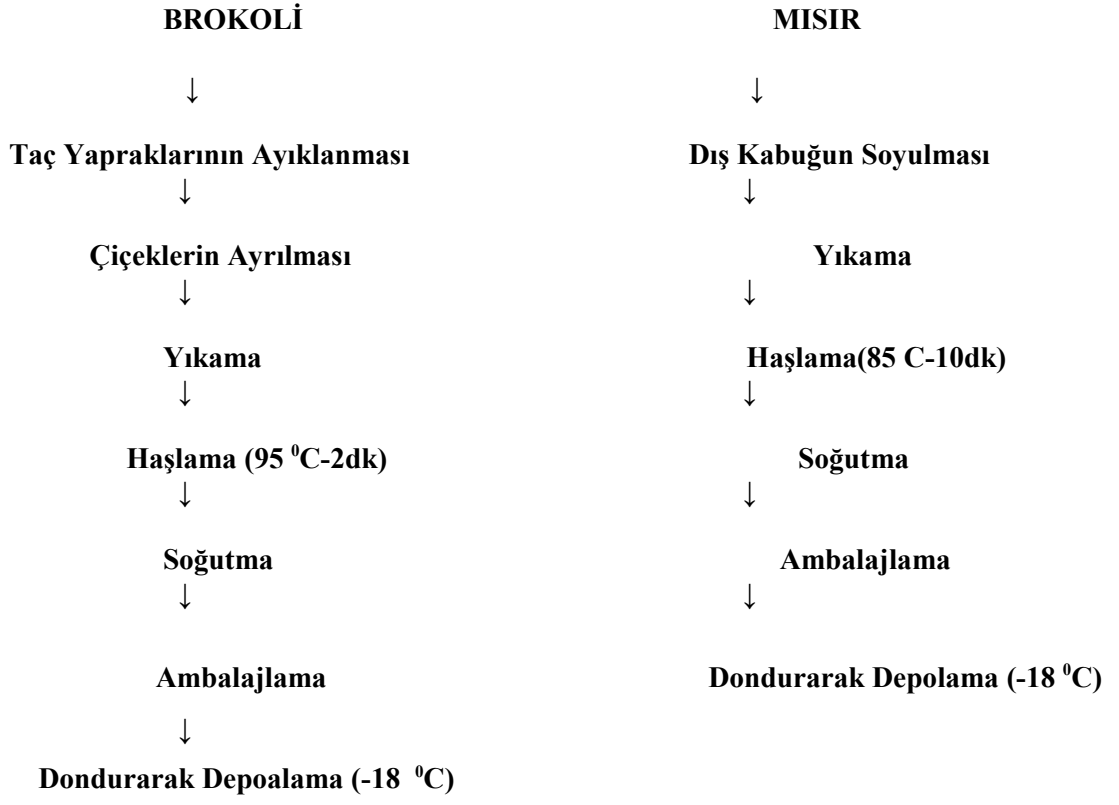 BROKOLİ
↓
Taç Yapraklarının Ayıklanması
↓
Çiçeklerin Ayrılması
↓
Yıkama
↓
Haşlama (95 ⁰C-2dk)
↓
Soğutma
↓
Ambalajlama
↓
Dondurarak Depoalama (-18 ⁰C)
MISIR
↓
Dış Kabuğun Soyulması
↓
Yıkama
↓
Haşlama(85 C-10dk)
↓
Soğutma
↓
Ambalajlama
↓
Dondurarak Depolama (-18 ⁰C)